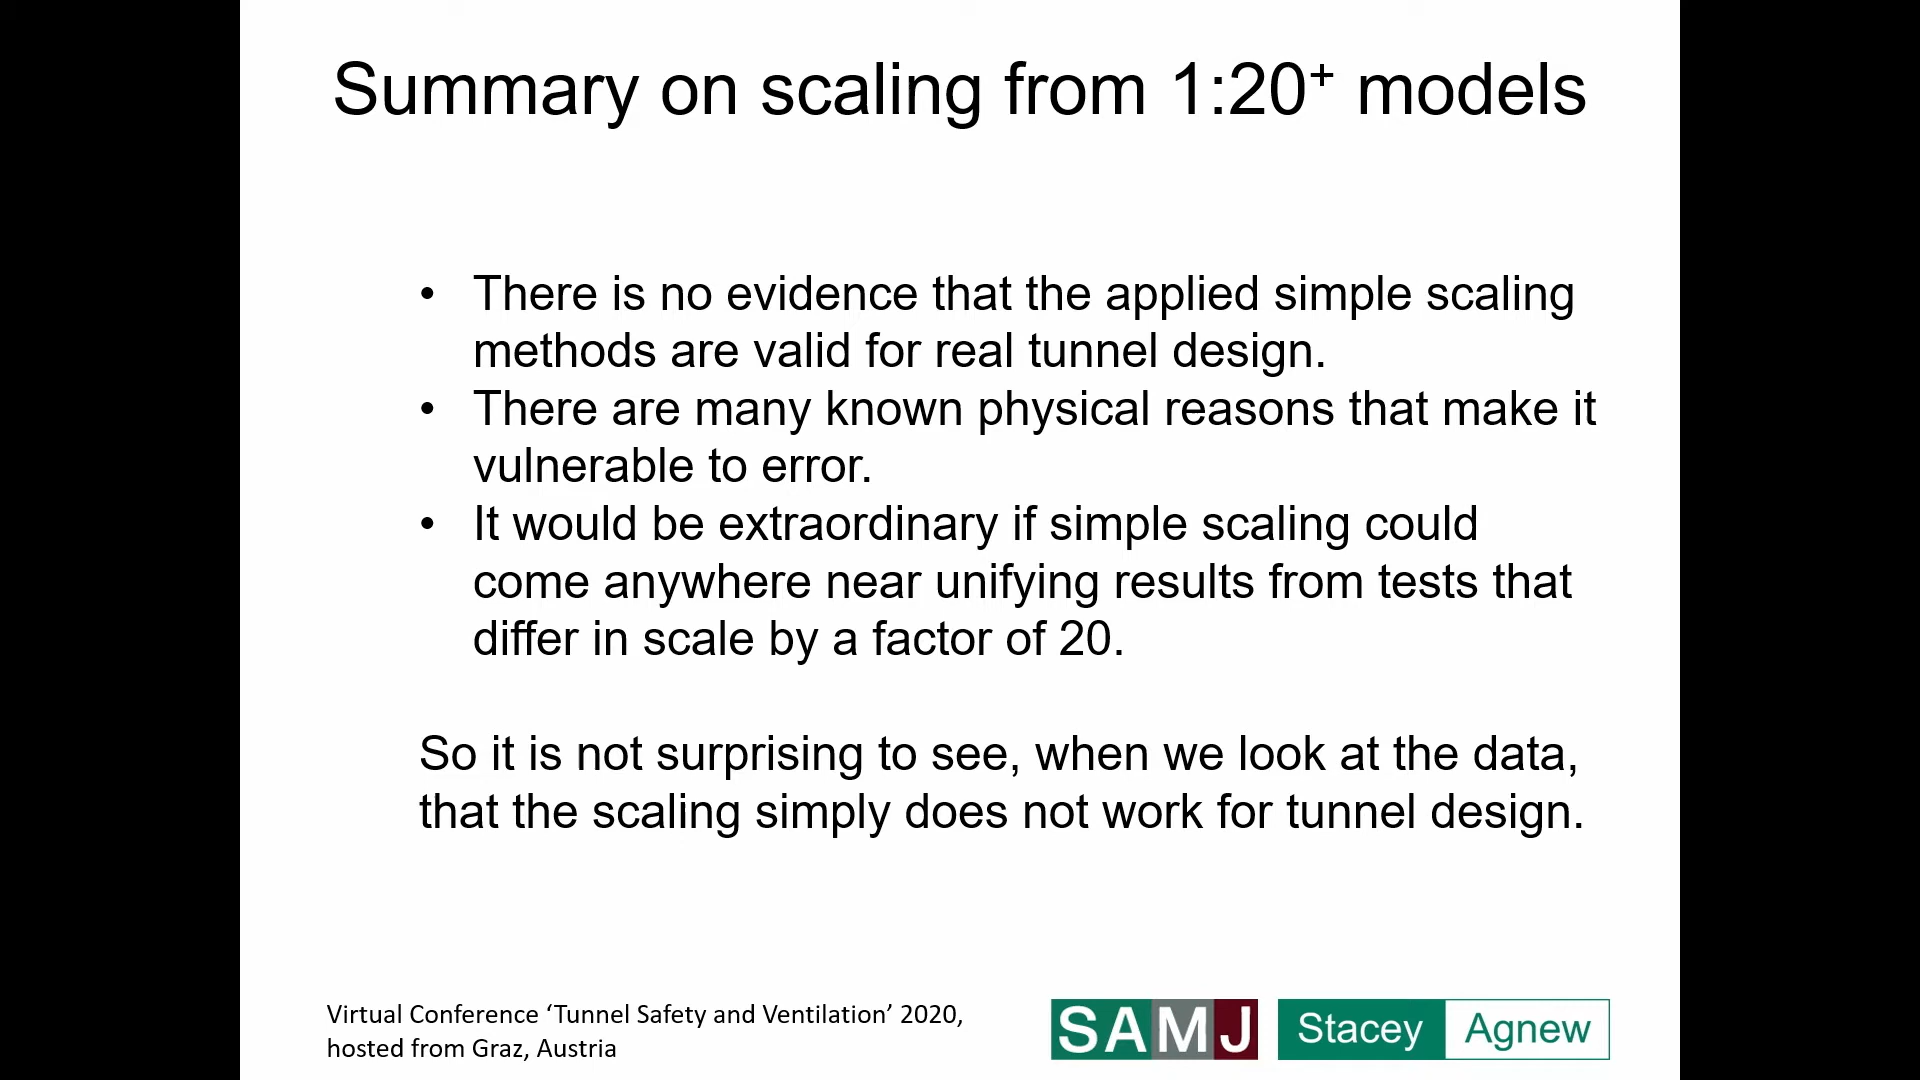 Summary on scaling from 1:20⁺ models
• There is no evidence that the applied simple scaling
methods are valid for real tunnel design.
• There are many known physical reasons that make it
vulnerable to error.
• It would be extraordinary if simple scaling could
come anywhere near unifying results from tests that
differ in scale by a factor of 20.
So it is not surprising to see, when we look at the data,
that the scaling simply does not work for tunnel design.
Virtual Conference ‘Tunnel Safety and Ventilation’ 2020,
hosted from Graz, Austria
SAMJ
Stacey Agnew